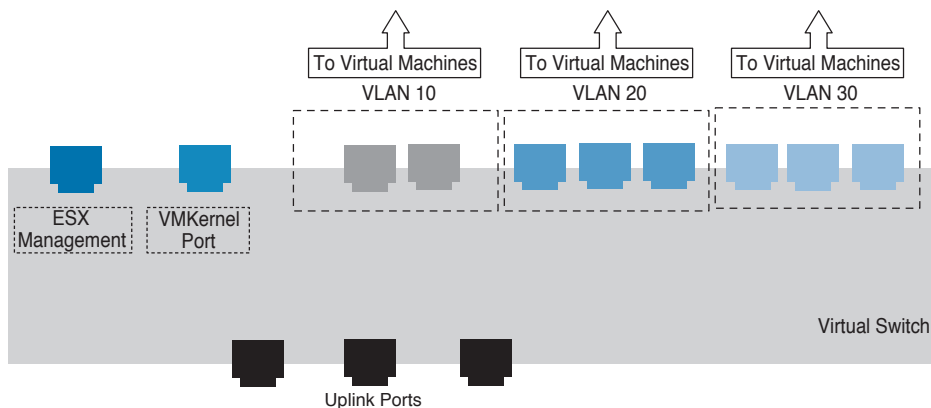 To Virtual Machines
To Virtual Machines
To Virtual Machines
VLAN 10
VLAN 20
VLAN 30
ESX
Management
VMKernel
Port
Virtual Switch
Uplink Ports